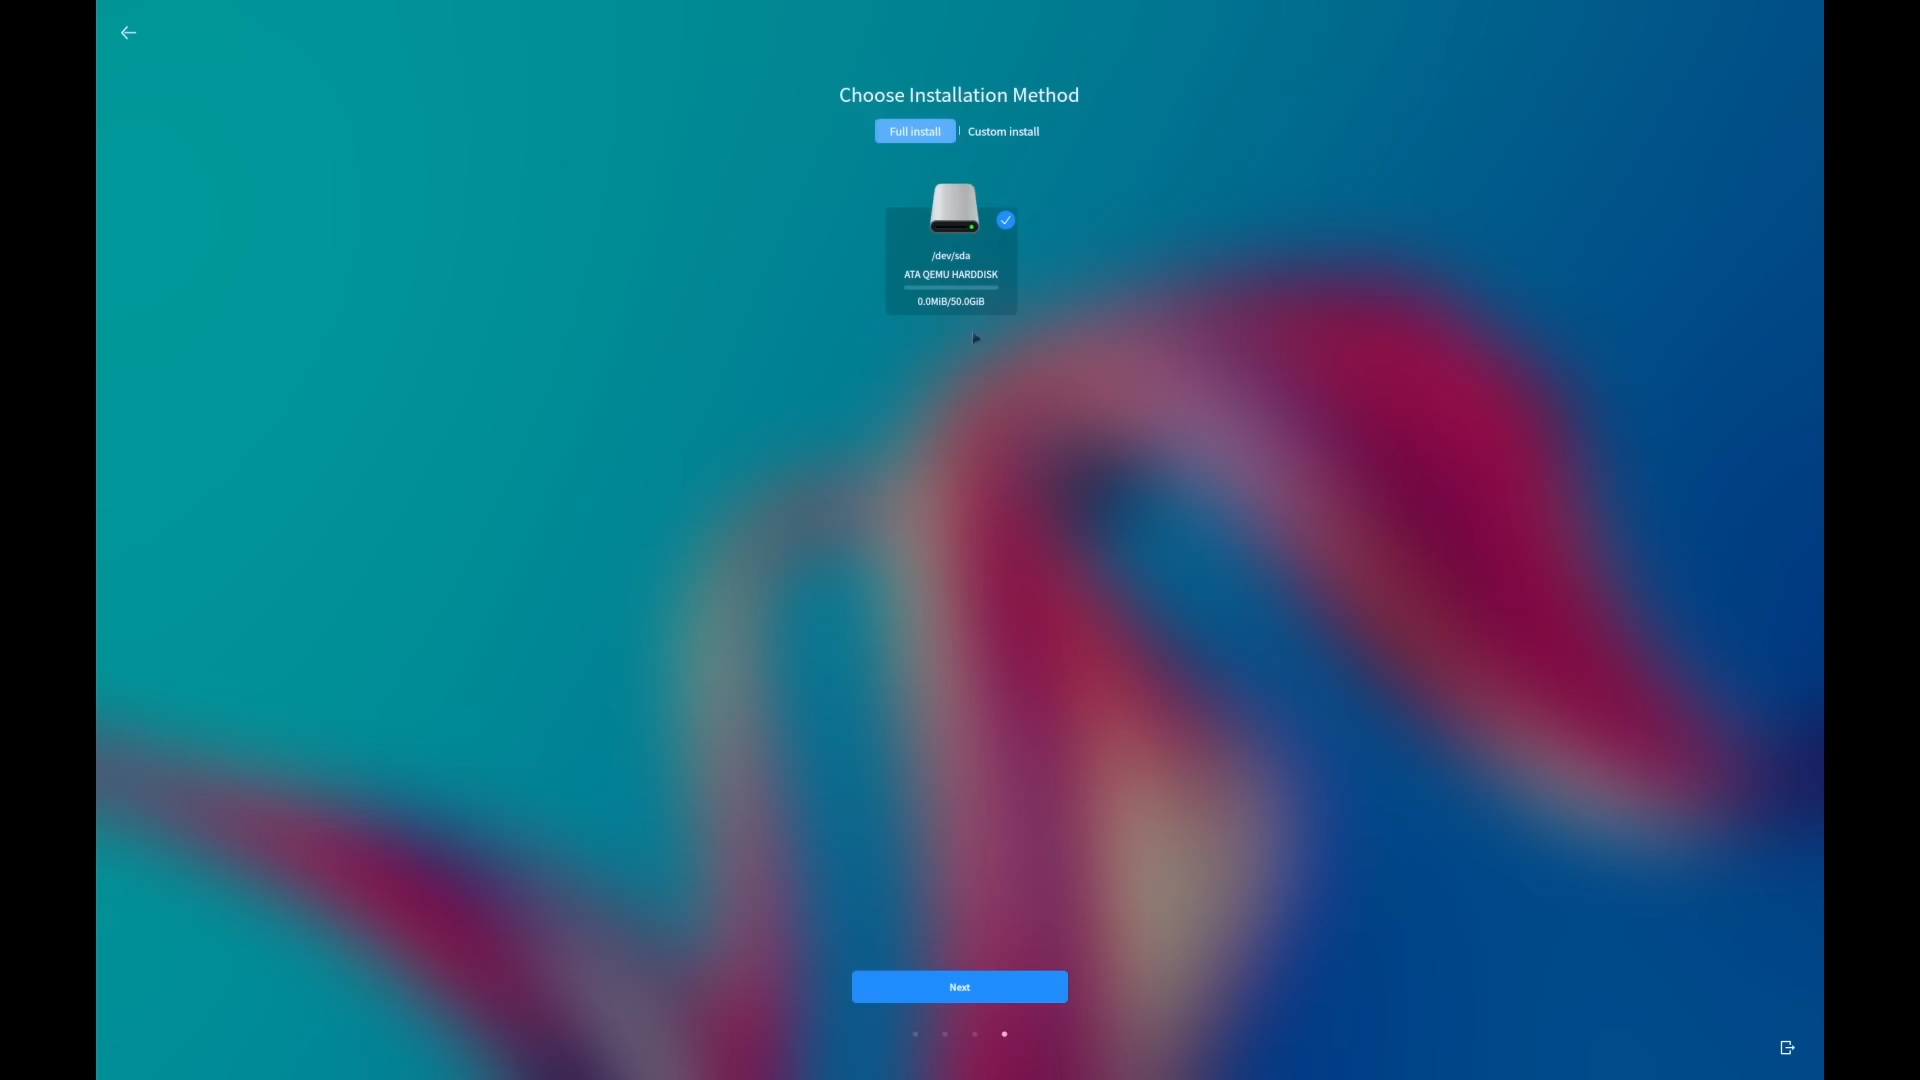 Choose Installation Method
Full install | Custom install
/dev/sda
ATA QEMU HARDDISK
0.0MiB/50.0GiB
Next